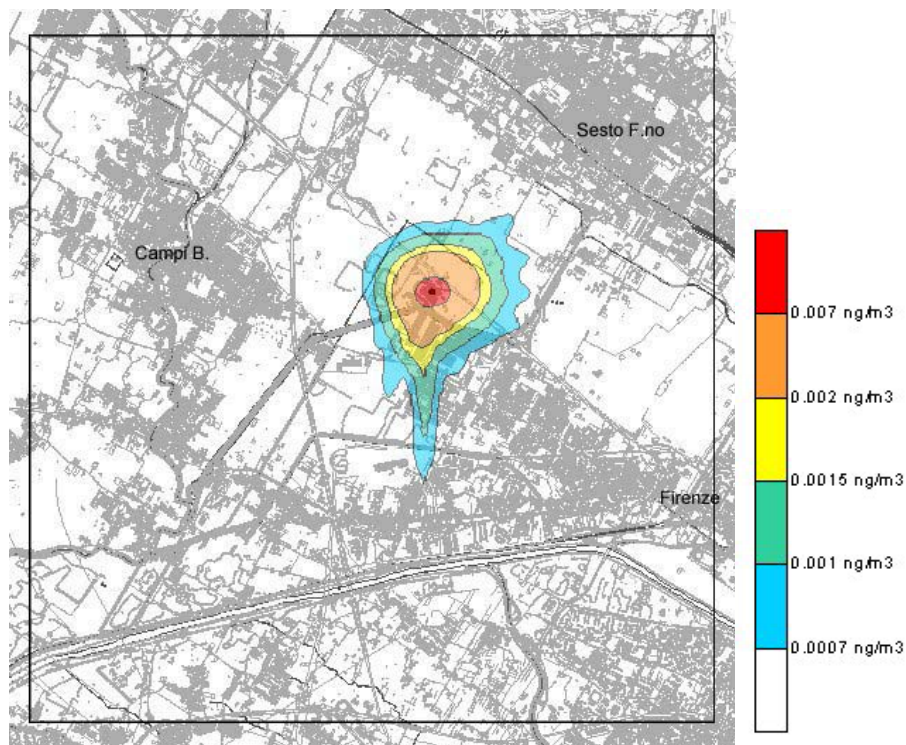 Sesto F.no
Campi B.
Firenze
0.007 ng/m3
0.002 ng/m3
0.0015 ng/m3
0.001 ng/m3
0.0007 ng/m3